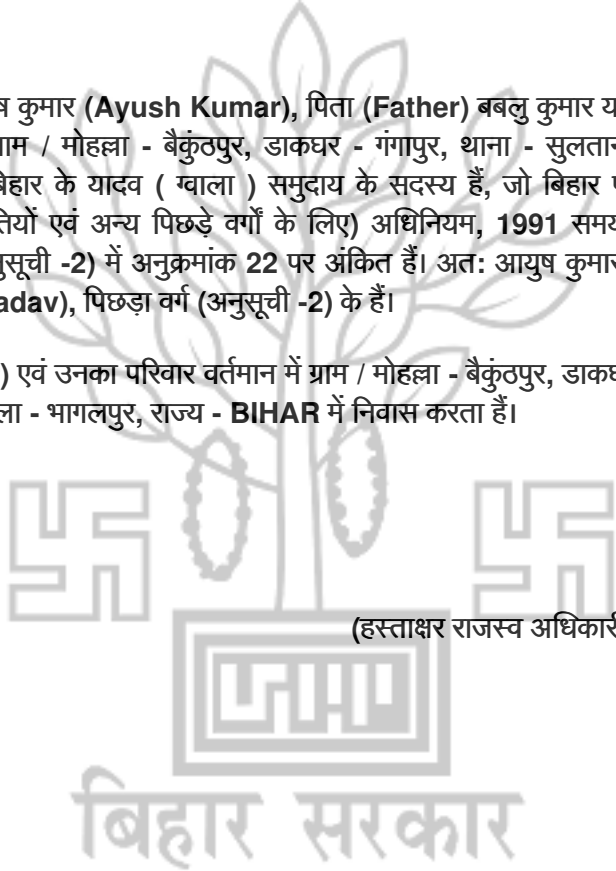 ष कुमार (Ayush Kumar), पिता (Father) बबलु कुमार य
ाम / मोहल्ला - बैकुंठपुर, डाकघर - गंगापुर, थाना - सुलतान
बिहार के यादव ( ग्वाला ) समुदाय के सदस्य हैं, जो बिहार प
तियों एवं अन्य पिछड़े वर्गों के लिए) अधिनियम, 1991 समय
नुसूची -2) में अनुक्रमांक 22 पर अंकित हैं। अत: आयुष कुमार
adav), पिछड़ा वर्ग (अनुसूची -2) के हैं।
) एवं उनका परिवार वर्तमान में ग्राम / मोहल्ला - बैकुंठपुर, डाकघ
ला - भागलपुर, राज्य - BIHAR में निवास करता हैं।
(हस्ताक्षर राजस्व अधिकारी
बिहार सरकार